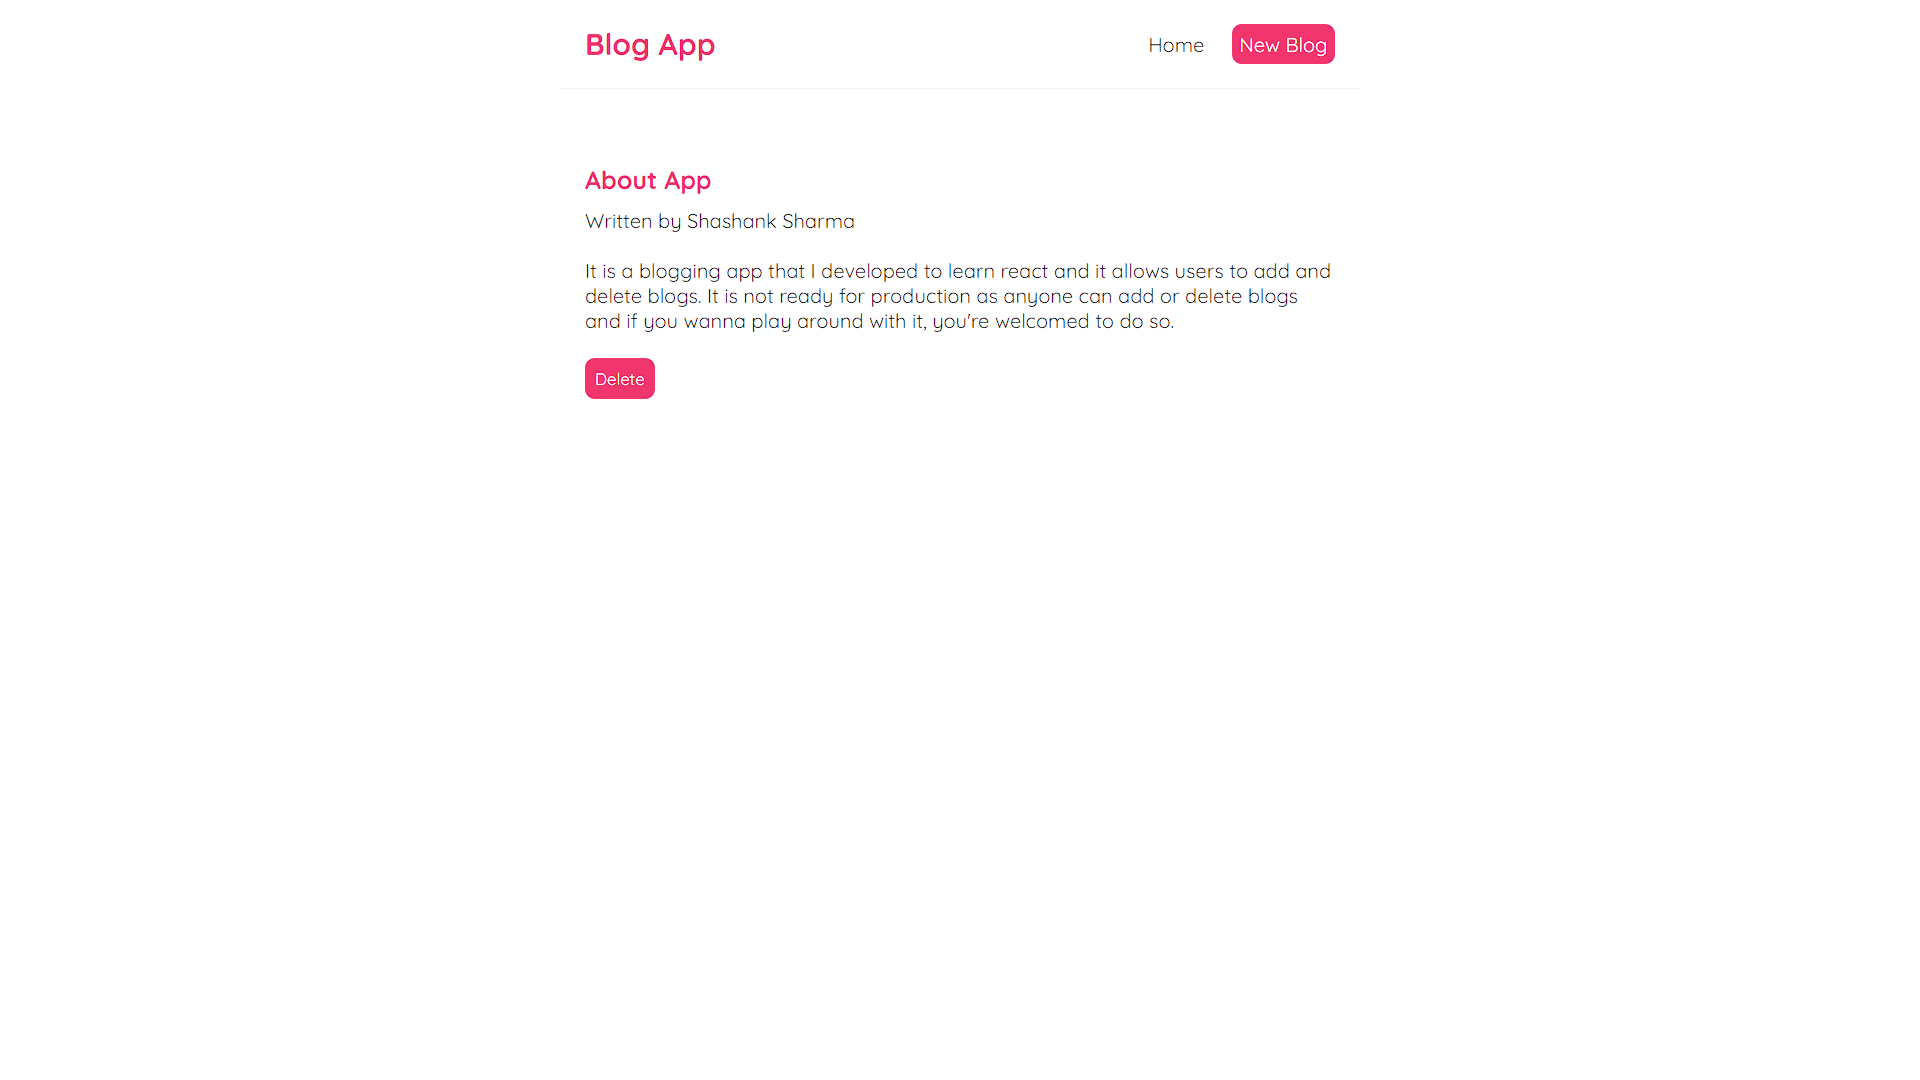 Blog App
Home
New Blog
About App
Written by Shashank Sharma
It is a blogging app that I developed to learn react and it allows users to add and
delete blogs. It is not ready for production as anyone can add or delete blogs
and if you wanna play around with it, you're welcomed to do so.
Delete